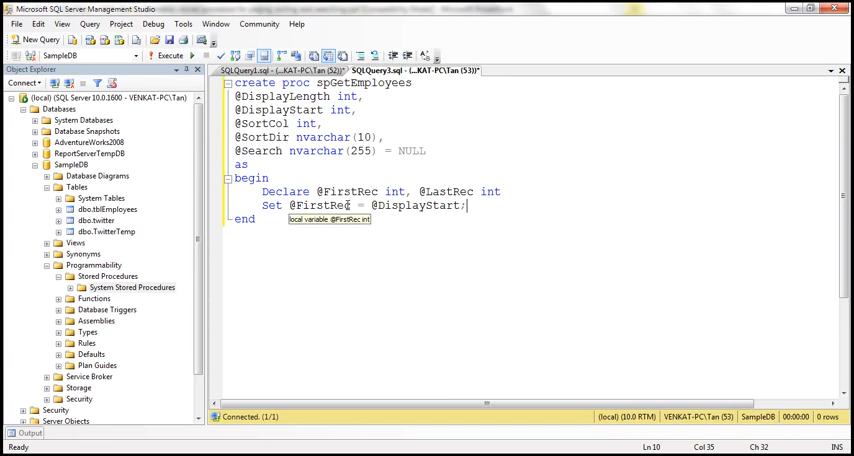 Microsoft SQL Server Management Studio
File Edit View Query Project Debug Tools Window Community Help
New Query
SampleDB Execute
Object Explorer
SQLQuery1.sql - (...KAT-PC\Tan (52))* SQLQuery3.sql - (...KAT-PC\Tan (53))*
Connect
(local) (SQL Server 10.0.1600 - VENKAT-PC\Tan)
Databases
System Databases
Database Snapshots
AdventureWorks2008
ReportServerTempDB
SampleDB
Database Diagrams
Tables
System Tables
dbo.tblEmployees
dbo.twitter
dbo.TwitterTemp
Views
Synonyms
Programmability
Stored Procedures
System Stored Procedures
Functions
Database Triggers
Assemblies
Types
Rules
Defaults
Plan Guides
Service Broker
Storage
Security
Security
Server Objects
create proc spGetEmployees
@DisplayLength int,
@DisplayStart int,
@SortCol int,
@SortDir nvarchar(10),
@Search nvarchar(255) = NULL
as
begin
Declare @FirstRec int, @LastRec int
Set @FirstRec = @DisplayStart;
end
local variable @FirstRec int
Connected. (1/1) (local) (10.0 RTM) VENKAT-PC\Tan (53) SampleDB 00:00:00 0 rows
Output
Ready Ln 10 Col 35 Ch 32 INS